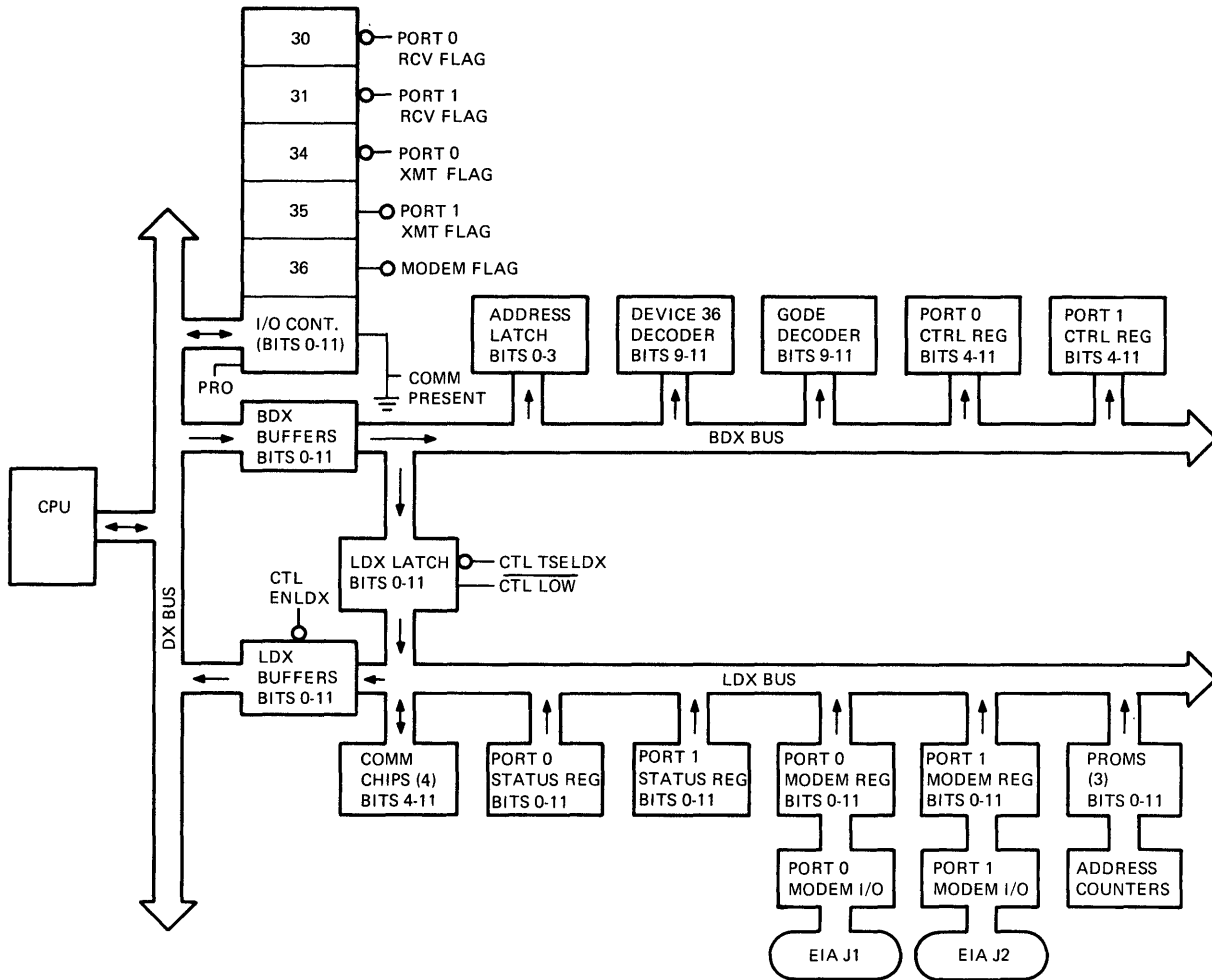 30
PORT 0
RCV FLAG
31
PORT 1
RCV FLAG
34
PORT 0
XMT FLAG
35
PORT 1
XMT FLAG
36
MODEM FLAG
I/O CONT.
(BITS 0-11)
PRO
COMM
PRESENT
ADDRESS
LATCH
BITS 0-3
DEVICE 36
DECODER
BITS 9-11
GODE
DECODER
BITS 9-11
PORT 0
CTRL REG
BITS 4-11
PORT 1
CTRL REG
BITS 4-11
BDX
BUFFERS
BITS 0-11
BDX BUS
CPU
DX BUS
LDX LATCH
BITS 0-11
CTL TSELDX
CTL LOW
CTL
ENLDX
LDX
BUFFERS
BITS 0-11
LDX BUS
COMM
CHIPS (4)
BITS 4-11
PORT 0
STATUS REG
BITS 0-11
PORT 1
STATUS REG
BITS 0-11
PORT 0
MODEM REG
BITS 0-11
PORT 1
MODEM REG
BITS 0-11
PROMS
(3)
BITS 0-11
PORT 0
MODEM I/O
PORT 1
MODEM I/O
ADDRESS
COUNTERS
EIA J1
EIA J2